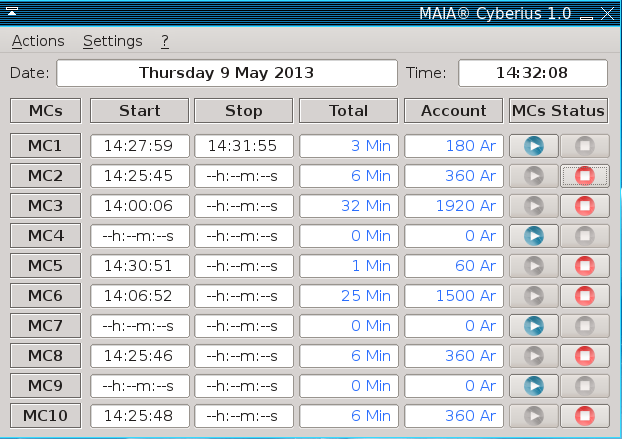 MAIA® Cyberius 1.0
Actions Settings ?
Date: Thursday 9 May 2013 Time: 14:32:08
MCs Start Stop Total Account MCs Status
MC1 14:27:59 14:31:55 3 Min 180 Ar
MC2 14:25:45 --h:--m:--s 6 Min 360 Ar
MC3 14:00:06 --h:--m:--s 32 Min 1920 Ar
MC4 --h:--m:--s --h:--m:--s 0 Min 0 Ar
MC5 14:30:51 --h:--m:--s 1 Min 60 Ar
MC6 14:06:52 --h:--m:--s 25 Min 1500 Ar
MC7 --h:--m:--s --h:--m:--s 0 Min 0 Ar
MC8 14:25:46 --h:--m:--s 6 Min 360 Ar
MC9 --h:--m:--s --h:--m:--s 0 Min 0 Ar
MC10 14:25:48 --h:--m:--s 6 Min 360 Ar